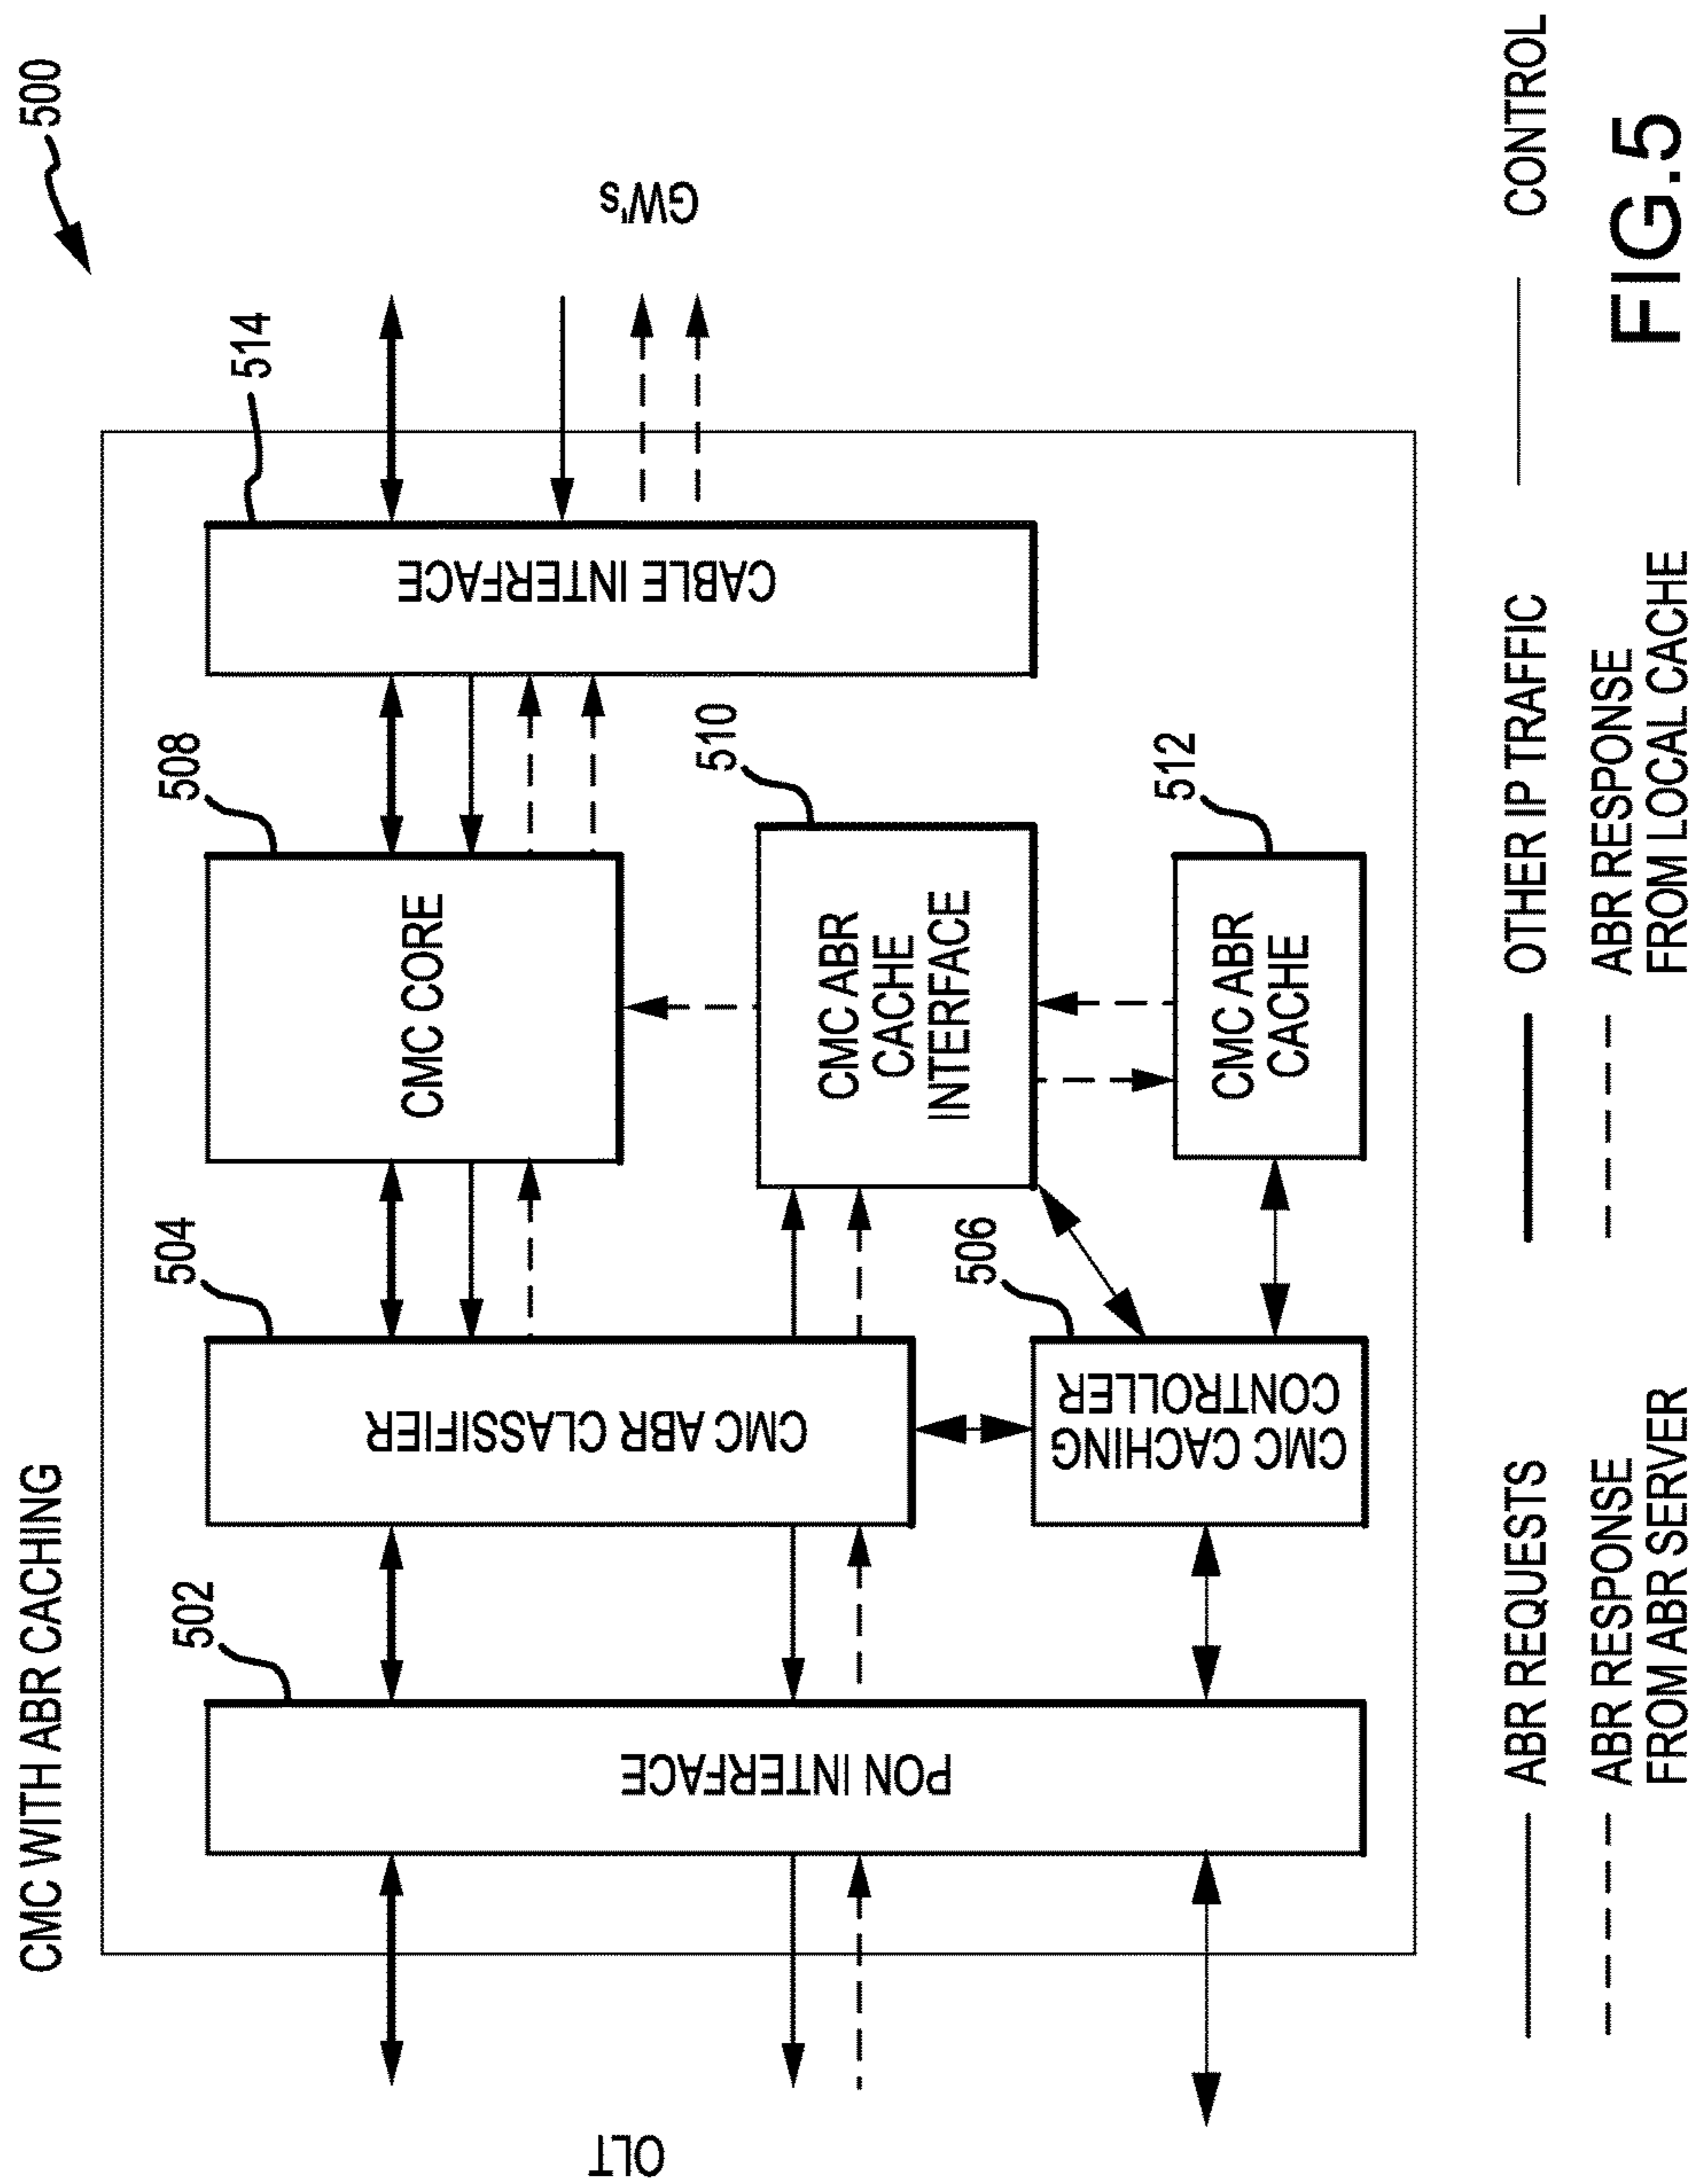 CMC WITH ABR CACHING
500
OLT
GW's
502
PON INTERFACE
504
CMC ABR CLASSIFIER
506
CMC CACHING
CONTROLLER
508
CMC CORE
510
CMC ABR
CACHE
INTERFACE
512
CMC ABR
CACHE
514
CABLE INTERFACE
ABR REQUESTS
OTHER IP TRAFFIC
CONTROL
ABR RESPONSE
FROM ABR SERVER
ABR RESPONSE
FROM LOCAL CACHE
FIG.5